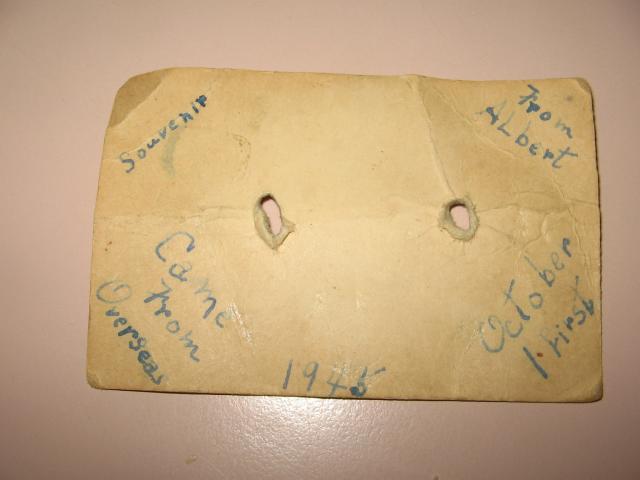 Souvenir
From
Albert
Came
From
Overseas
October
1 First
1945